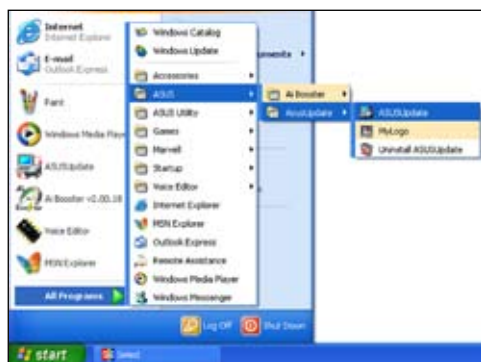 Internet
Internet Explorer
E-mail
Outlook Express
Paint
Windows Media Player
ASUSUpdate
Ai Booster v2.00.18
Voice Editor
MSN Explorer
All Programs
Windows Catalog
Windows Update
Accessories
ASUS
ASUS Utility
Games
Marvell
Startup
Voice Editor
Internet Explorer
MSN Explorer
Outlook Express
Remote Assistance
Windows Media Player
Windows Messenger
Ai Booster
AsusUpdate
ASUSUpdate
MyLogo
Uninstall ASUSUpdate
Log Off
Shut Down
start